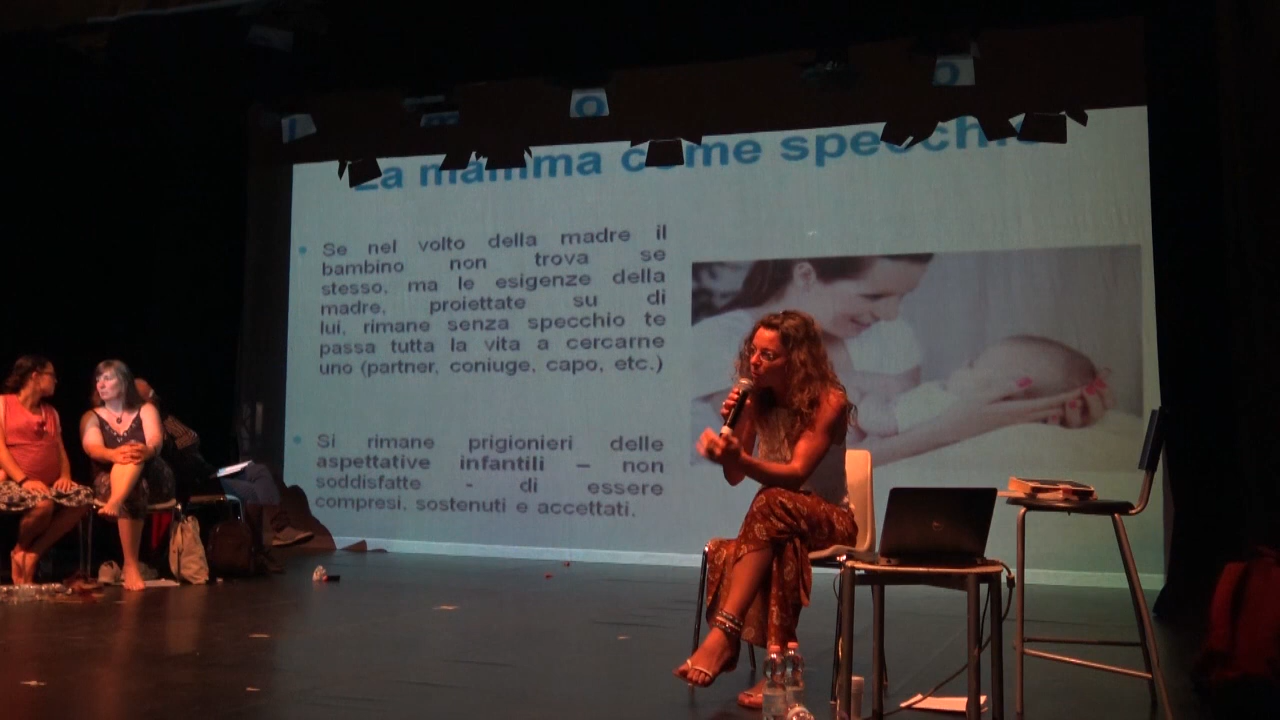 La mamma come specchio
Se nel volto della madre il
bambino non trova se
stesso, ma le esigenze della
madre, proiettate su di
lui, rimane senza specchio te
passa tutta la vita a cercarne
uno (partner, coniuge, capo, etc.)
Si rimane prigionieri delle
aspettative infantili – non
soddisfatte - di essere
compresi, sostenuti e accettati.